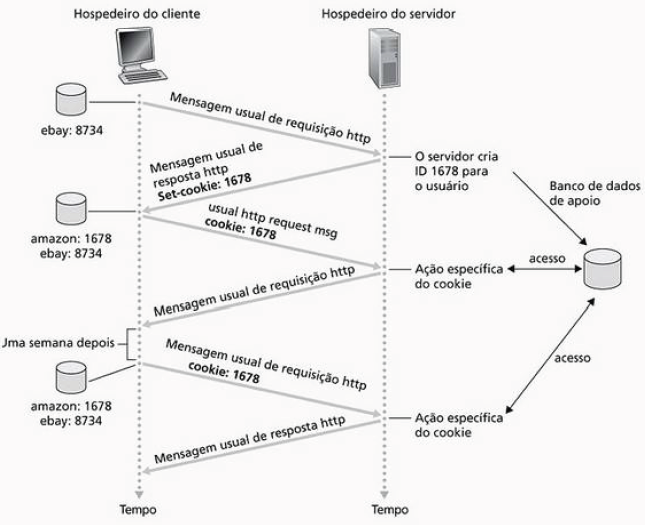 Hospedeiro do cliente
Hospedeiro do servidor
ebay: 8734
Mensagem usual de requisição http
O servidor cria
ID 1678 para
o usuário
Banco de dados
de apoio
Mensagem usual de
resposta http
Set-cookie: 1678
amazon: 1678
ebay: 8734
usual http request msg
cookie: 1678
Ação específica
do cookie
acesso
Mensagem usual de requisição http
Jma semana depois
amazon: 1678
ebay: 8734
Mensagem usual de requisição http
cookie: 1678
acesso
Ação específica
do cookie
Mensagem usual de resposta http
Tempo
Tempo